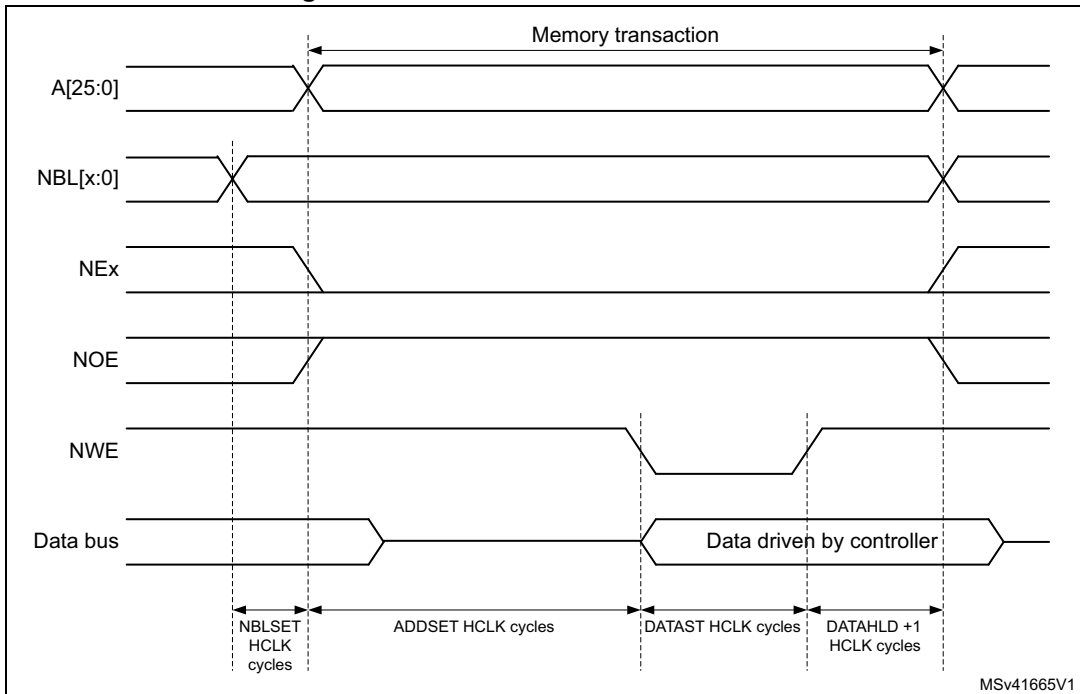 Memory transaction
A[25:0]
NBL[x:0]
NEx
NOE
NWE
Data bus
Data driven by controller
NBLSET
HCLK
cycles
ADDSET HCLK cycles
DATAST HCLK cycles
DATAHLD +1
HCLK cycles
MSv41665V1